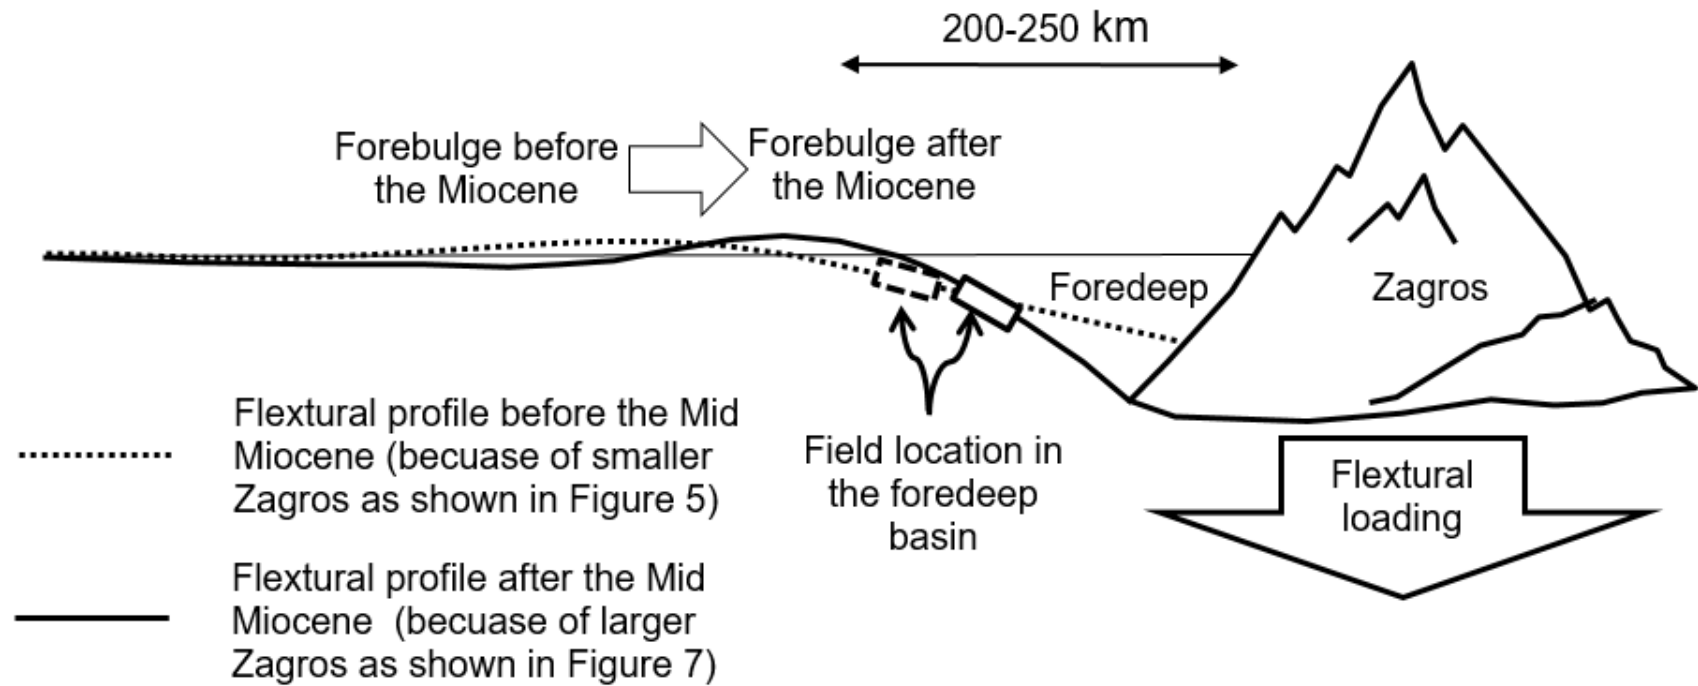 200-250 km
Forebulge before
the Miocene
Forebulge after
the Miocene
Foredeep
Zagros
Field location in
the foredeep
basin
Flextural
loading
Flextural profile before the Mid
Miocene (becuase of smaller
Zagros as shown in Figure 5)
Flextural profile after the Mid
Miocene (becuase of larger
Zagros as shown in Figure 7)